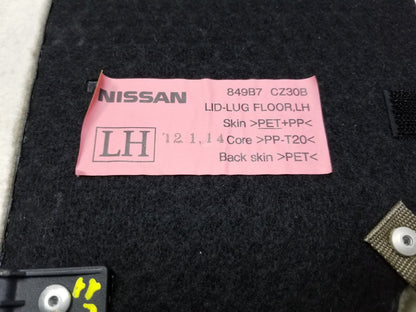 NISSAN 849B7 CZ30B
LID-LUG FLOOR,LH
Skin >PET+PP<
LH '12.1,14 Core >PP-T20<
Back skin >PET<